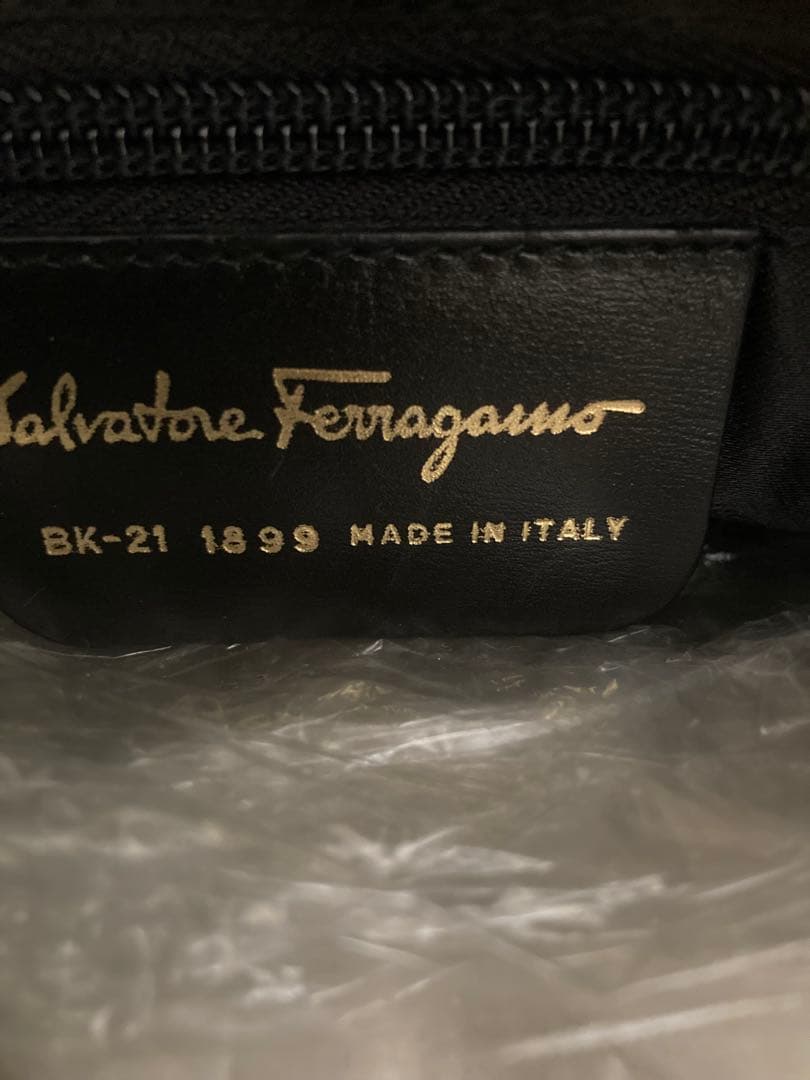 Salvatore Ferragamo
BK-21 1899 MADE IN ITALY